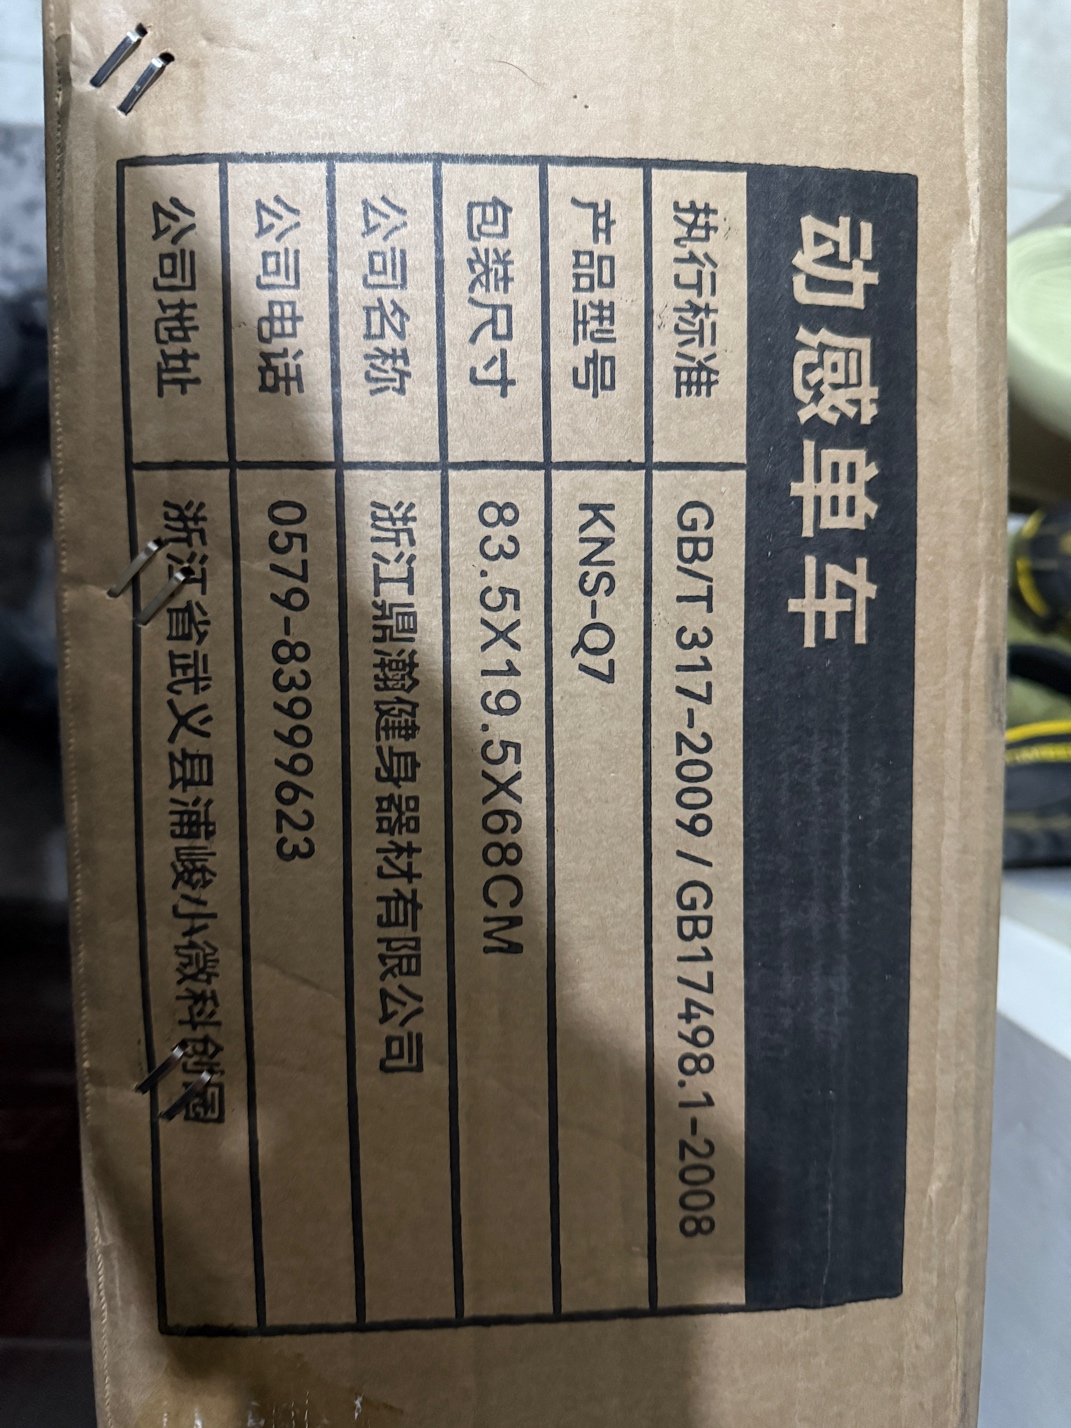 动感单车
执行标准 GB/T 317-2009 / GB17498.1-2008
产品型号 KNS-Q7
包装尺寸 83.5X19.5X68CM
公司名称 浙江鼎瀚健身器材有限公司
公司电话 0579-83999623
公司地址 浙江省武义县浦峻小微科创园